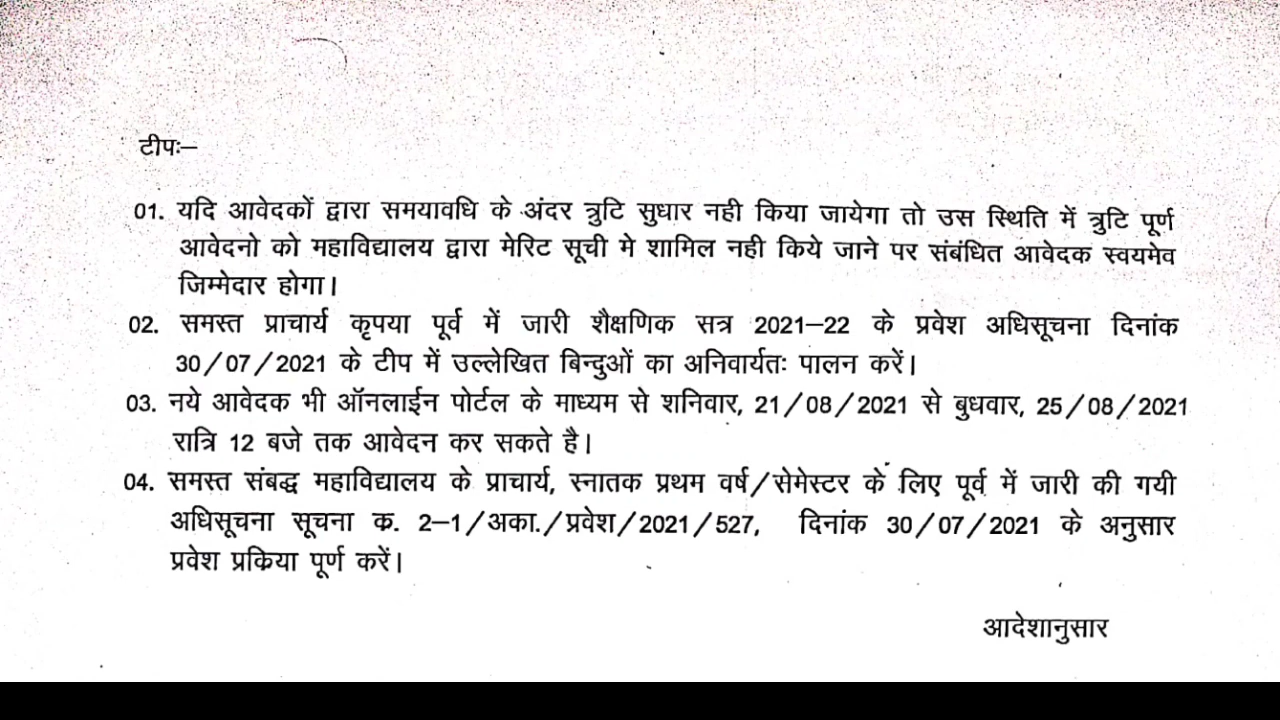 टीपः–
01. यदि आवेदकों द्वारा समयावधि के अंदर त्रुटि सुधार नही किया जायेगा तो उस स्थिति में त्रुटि पूर्ण
आवेदनो को महाविद्यालय द्वारा मेरिट सूची मे शामिल नही किये जाने पर संबंधित आवेदक स्वयमेव
जिम्मेदार होगा।
02. समस्त प्राचार्य कृपया पूर्व में जारी शैक्षणिक सत्र 2021–22 के प्रवेश अधिसूचना दिनांक
30/07/2021 के टीप में उल्लेखित बिन्दुओं का अनिवार्यतः पालन करें।
03. नये आवेदक भी ऑनलाईन पोर्टल के माध्यम से शनिवार, 21/08/2021 से बुधवार, 25/08/2021
रात्रि 12 बजे तक आवेदन कर सकते है।
04. समस्त संबद्ध महाविद्यालय के प्राचार्य, स्नातक प्रथम वर्ष/सेमेस्टर के लिए पूर्व में जारी की गयी
अधिसूचना सूचना क. 2–1/अका./प्रवेश/2021/527, दिनांक 30/07/2021 के अनुसार
प्रवेश प्रकिया पूर्ण करें।
आदेशानुसार